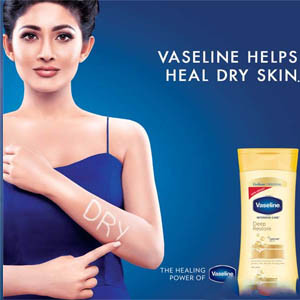 VASELINE HELPS
HEAL DRY SKIN.
DRY
THE HEALING
POWER OF
Vaseline
Vaseline
INTENSIVE CARE
Deep
Restore